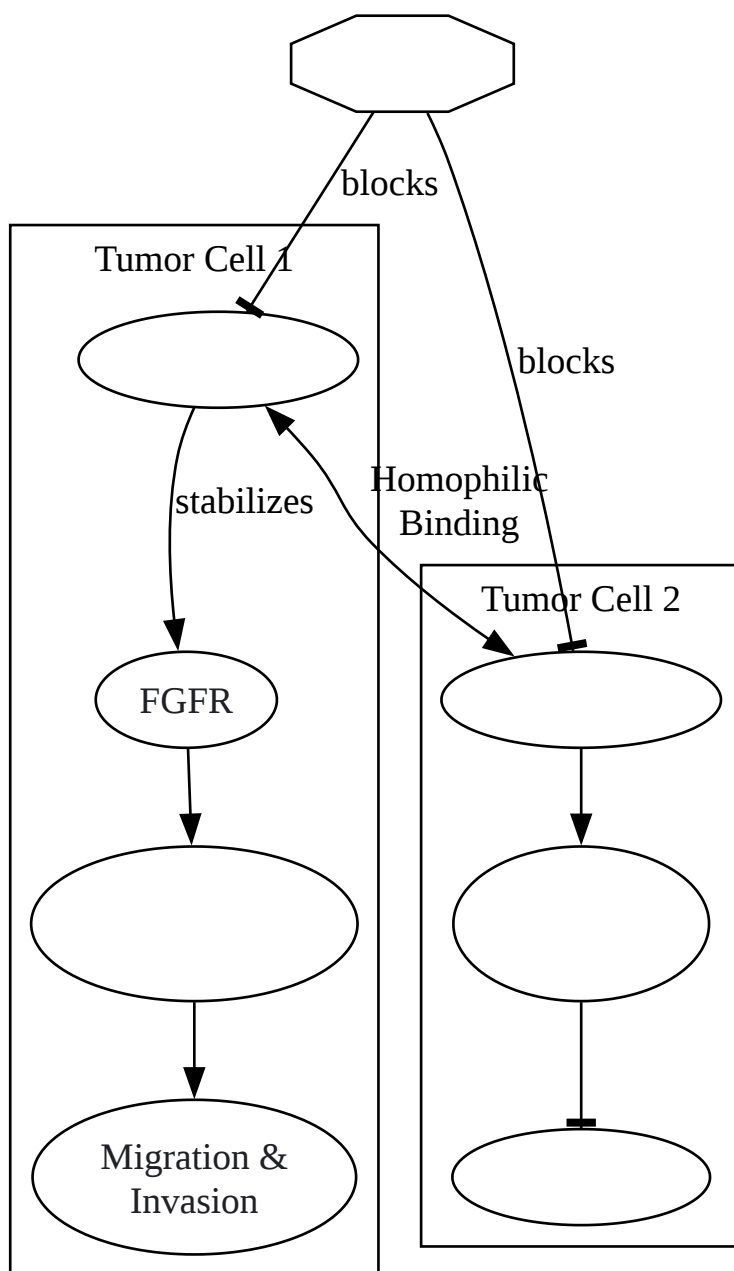 blocks
Tumor Cell 1
blocks
Homophilic
Binding
stabilizes
Tumor Cell 2
FGFR
Migration &
Invasion